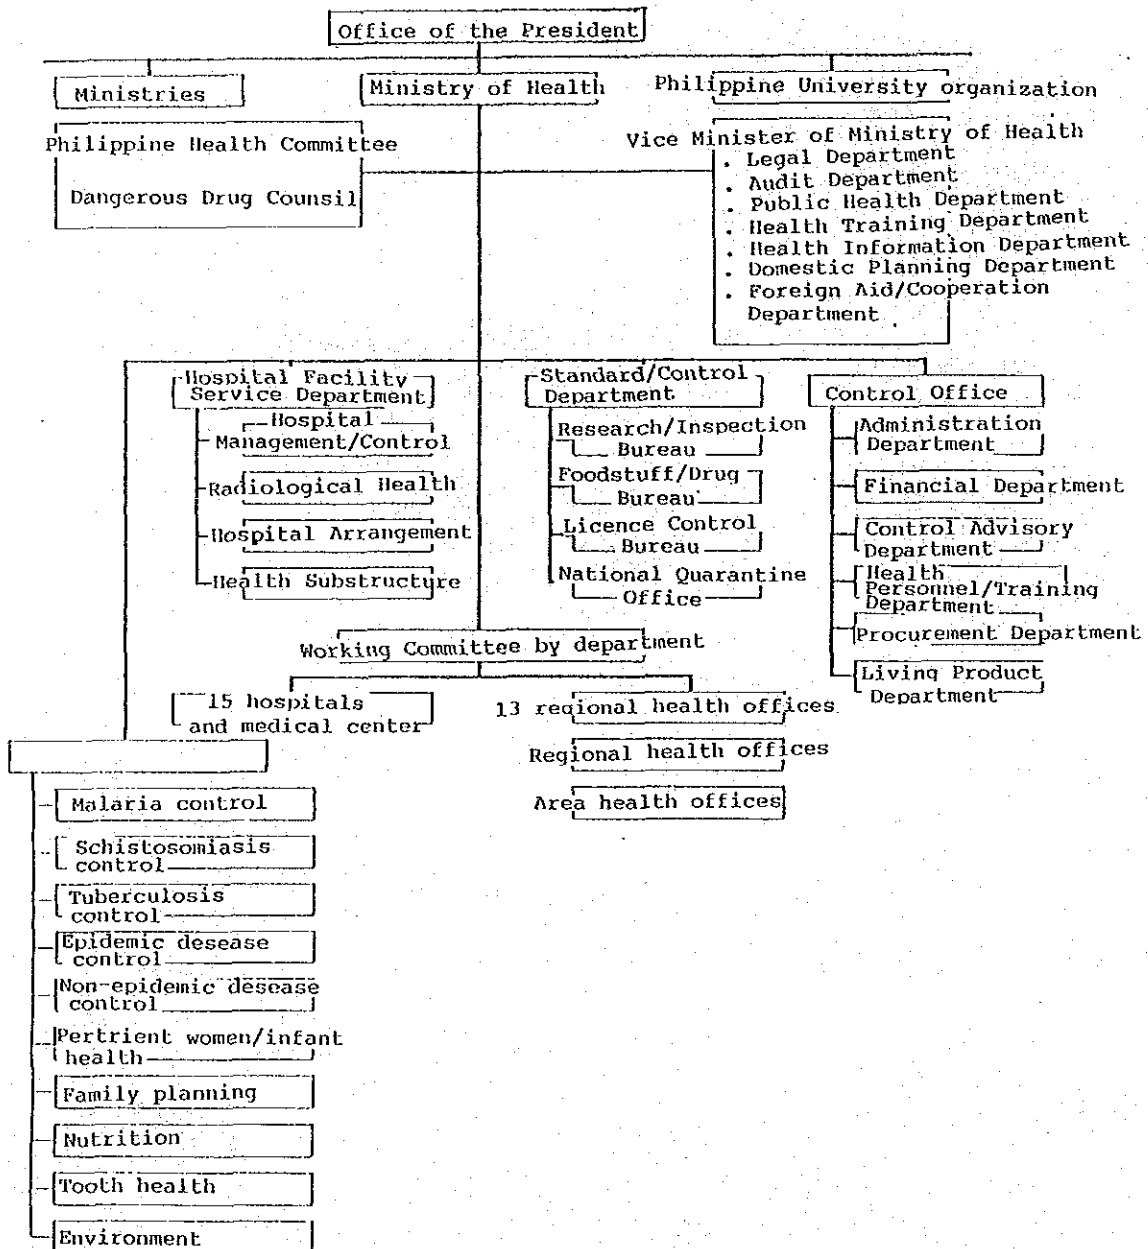 Office of the President
Ministries
Ministry of Health
Philippine University organization
Philippine Health Committee
Dangerous Drug Counsil
Vice Minister of Ministry of Health
. Legal Department
. Audit Department
. Public Health Department
. Health Training Department
. Health Information Department
. Domestic Planning Department
. Foreign Aid/Cooperation
Department
Hospital Facility
Service Department
Hospital
Management/Control
Radiological Health
Hospital Arrangement
Health Substructure
Standard/Control
Department
Research/Inspection
Bureau
Foodstuff/Drug
Bureau
Licence Control
Bureau
National Quarantine
Office
Control Office
Administration
Department
Financial Department
Control Advisory
Department
Health
Personnel/Training
Department
Procurement Department
Living Product
Department
Working Committee by department
15 hospitals
and medical center
13 regional health offices
Regional health offices
Area health offices
Malaria control
Schistosomiasis
control
Tuberculosis
control
Epidemic desease
control
Non-epidemic desease
control
Pertrient women/infant
health
Family planning
Nutrition
Tooth health
Environment